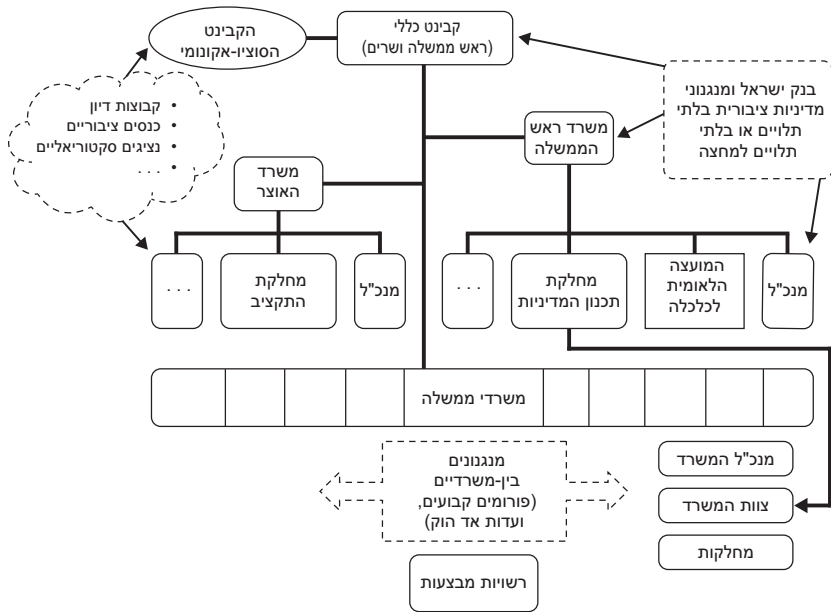 קבינט כללי
(ראש ממשלה ושרים)
הקבינט
הסוציו-אקונומי
• קבוצות דיון
• כנסים ציבוריים
• נציגים סקטוריאליים
• . . .
בנק ישראל ומנגנוני
מדיניות ציבורית בלתי
תלויים או בלתי
תלויים למחצה
משרד ראש
הממשלה
משרד
האוצר
מנכ"ל
המועצה
הלאומית
לכלכלה
מחלקת
תכנון המדיניות
. . .
מנכ"ל
מחלקת
התקציב
. . .
משרדי ממשלה
מנגנונים
בין-משרדיים
(פורומים קבועים,
ועדות אד הוק)
מנכ"ל המשרד
צוות המשרד
מחלקות
רשויות מבצעות